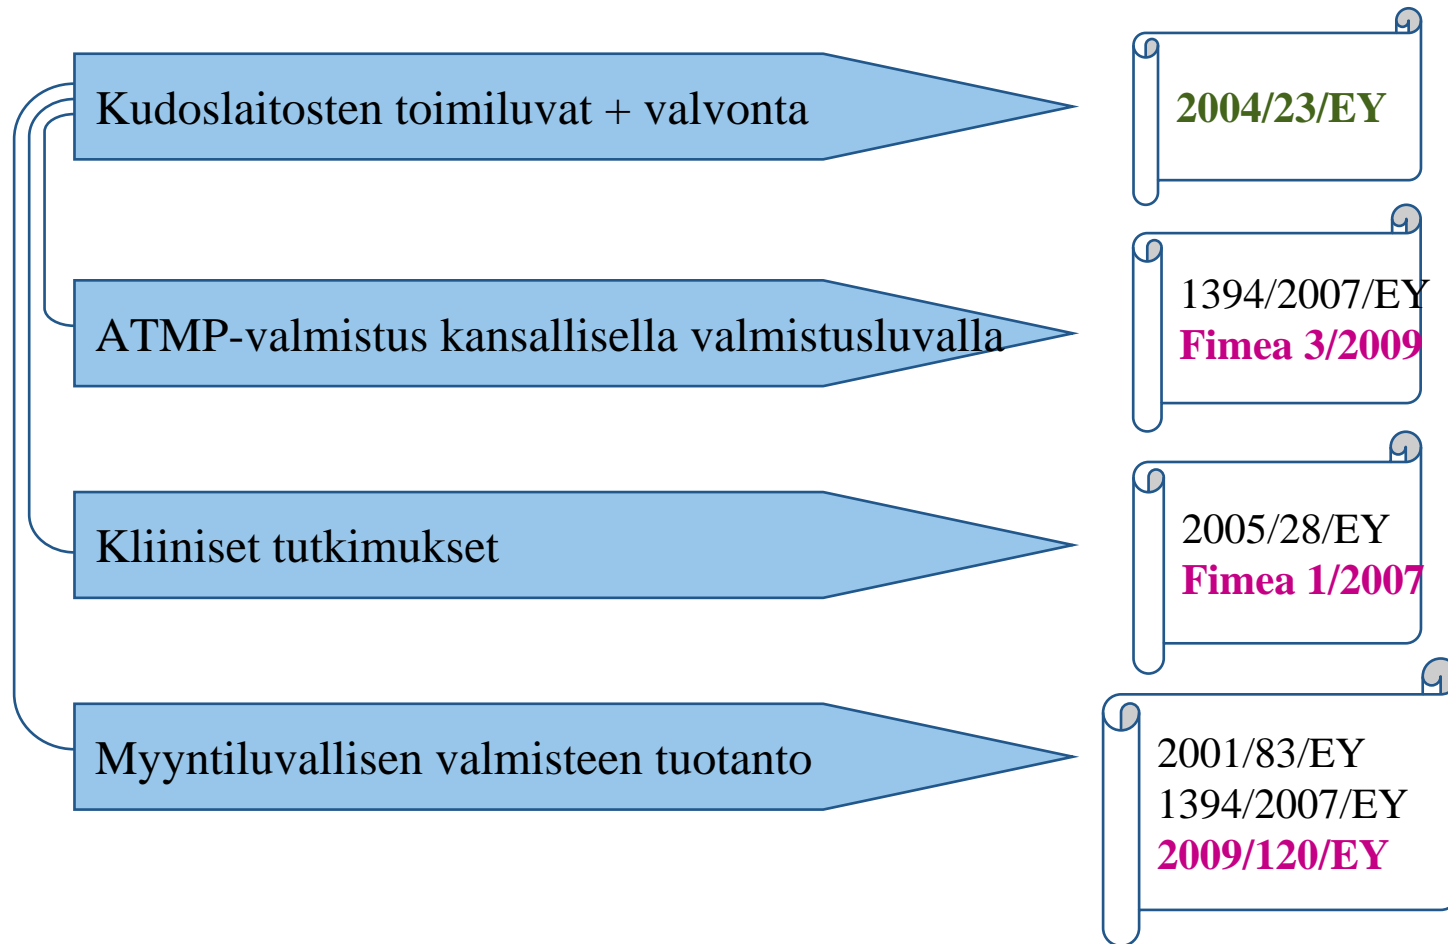 Kudoslaitosten toimiluvat + valvonta
2004/23/EY
ATMP-valmistus kansallisella valmistusluvalla
1394/2007/EY
Fimea 3/2009
Kliiniset tutkimukset
2005/28/EY
Fimea 1/2007
Myyntiluvallisen valmisteen tuotanto
2001/83/EY
1394/2007/EY
2009/120/EY